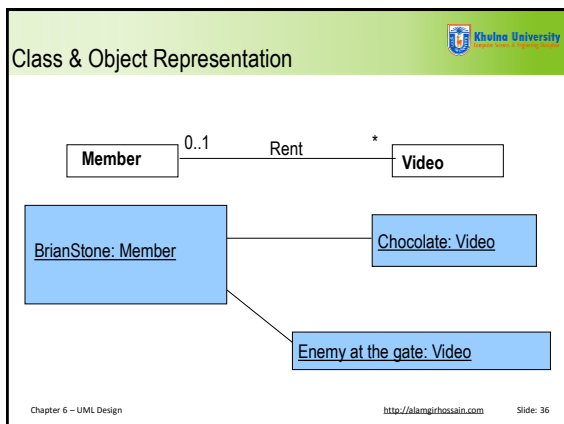 Class & Object Representation
Khulna University
0..1 Rent *
Member Video
BrianStone: Member
Chocolate: Video
Enemy at the gate: Video
Chapter 6 – UML Design http://alamgirhossain.com Slide: 36